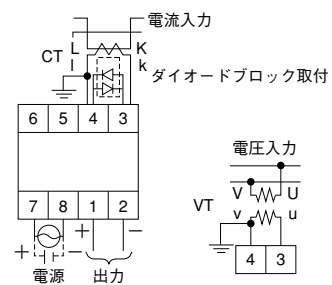 電流入力
L K
CT l k
ダイオードブロック取付
6 5 4 3
7 8 1 2
+ − + −
電源 出力
電圧入力
V U
VT v u
4 3